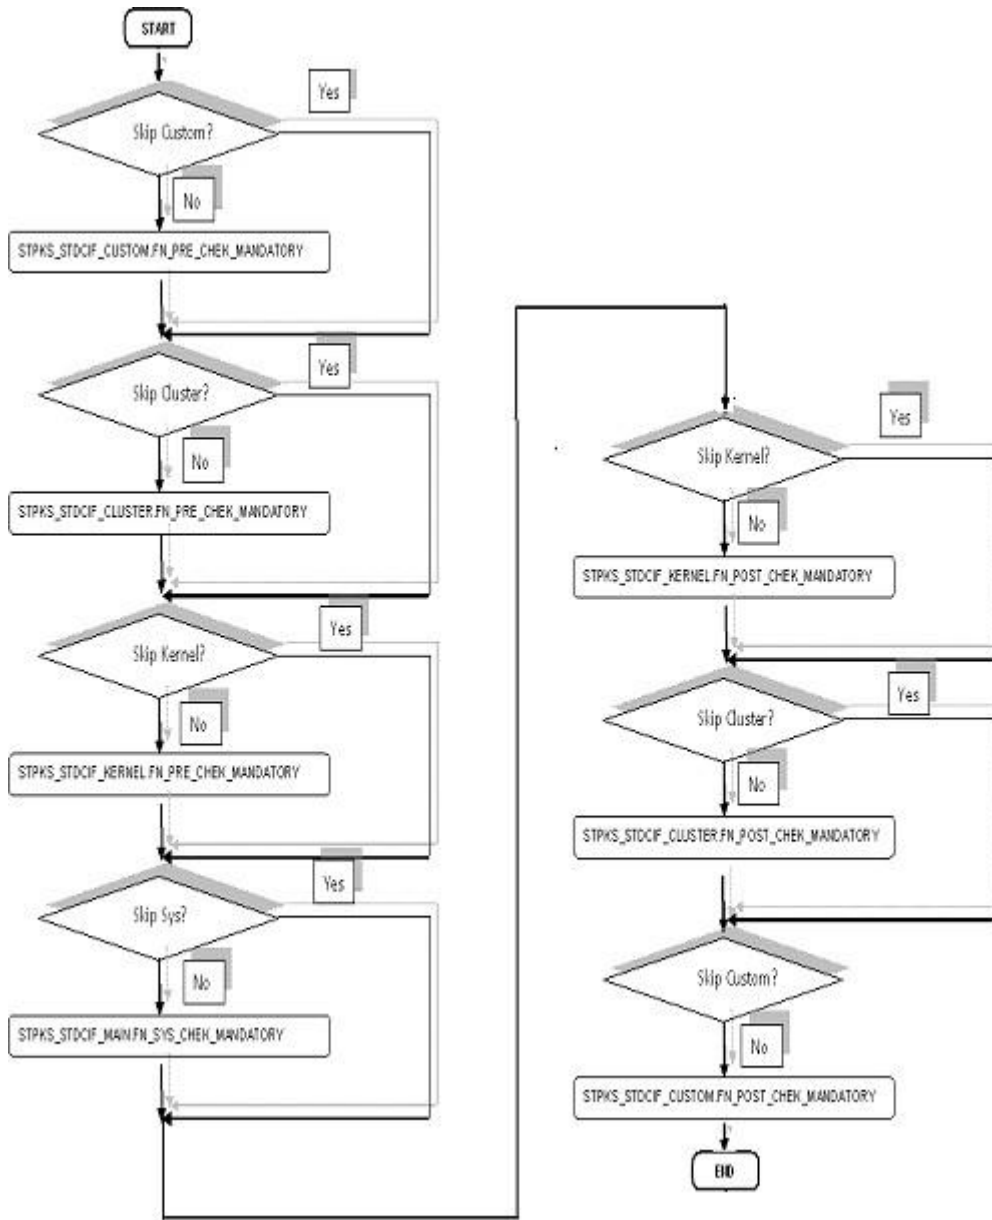 START
Yes
Skip Custom?
No
STPKS_STDCIF_CUSTOM.FN_PRE_CHEK_MANDATORY
Yes
Skip Cluster?
No
STPKS_STDCIF_CLUSTER.FN_PRE_CHEK_MANDATORY
Yes
Skip Kernel?
No
STPKS_STDCIF_KERNEL.FN_PRE_CHEK_MANDATORY
Yes
Skip Sys?
No
STPKS_STDCIF_MAIN.FN_SYS_CHEK_MANDATORY
Yes
Skip Kernel?
No
STPKS_STDCIF_KERNEL.FN_POST_CHEK_MANDATORY
Yes
Skip Cluster?
No
STPKS_STDCIF_CLUSTER.FN_POST_CHEK_MANDATORY
Skip Custom?
No
STPKS_STDCIF_CUSTOM.FN_POST_CHEK_MANDATORY
END